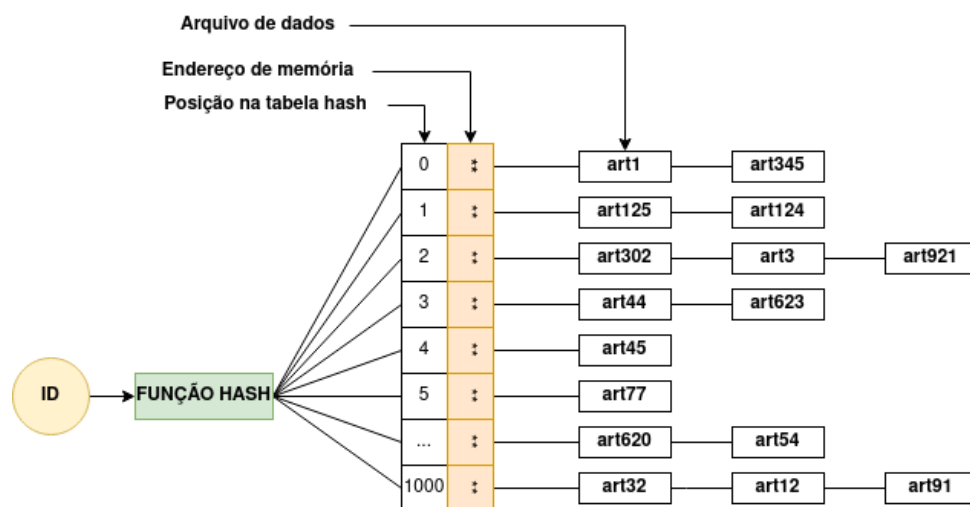 Arquivo de dados
Endereço de memória
Posição na tabela hash
0 ** art1 art345
1 ** art125 art124
2 ** art302 art3 art921
3 ** art44 art623
4 ** art45
ID FUNÇÃO HASH 5 ** art77
... ** art620 art54
1000 ** art32 art12 art91